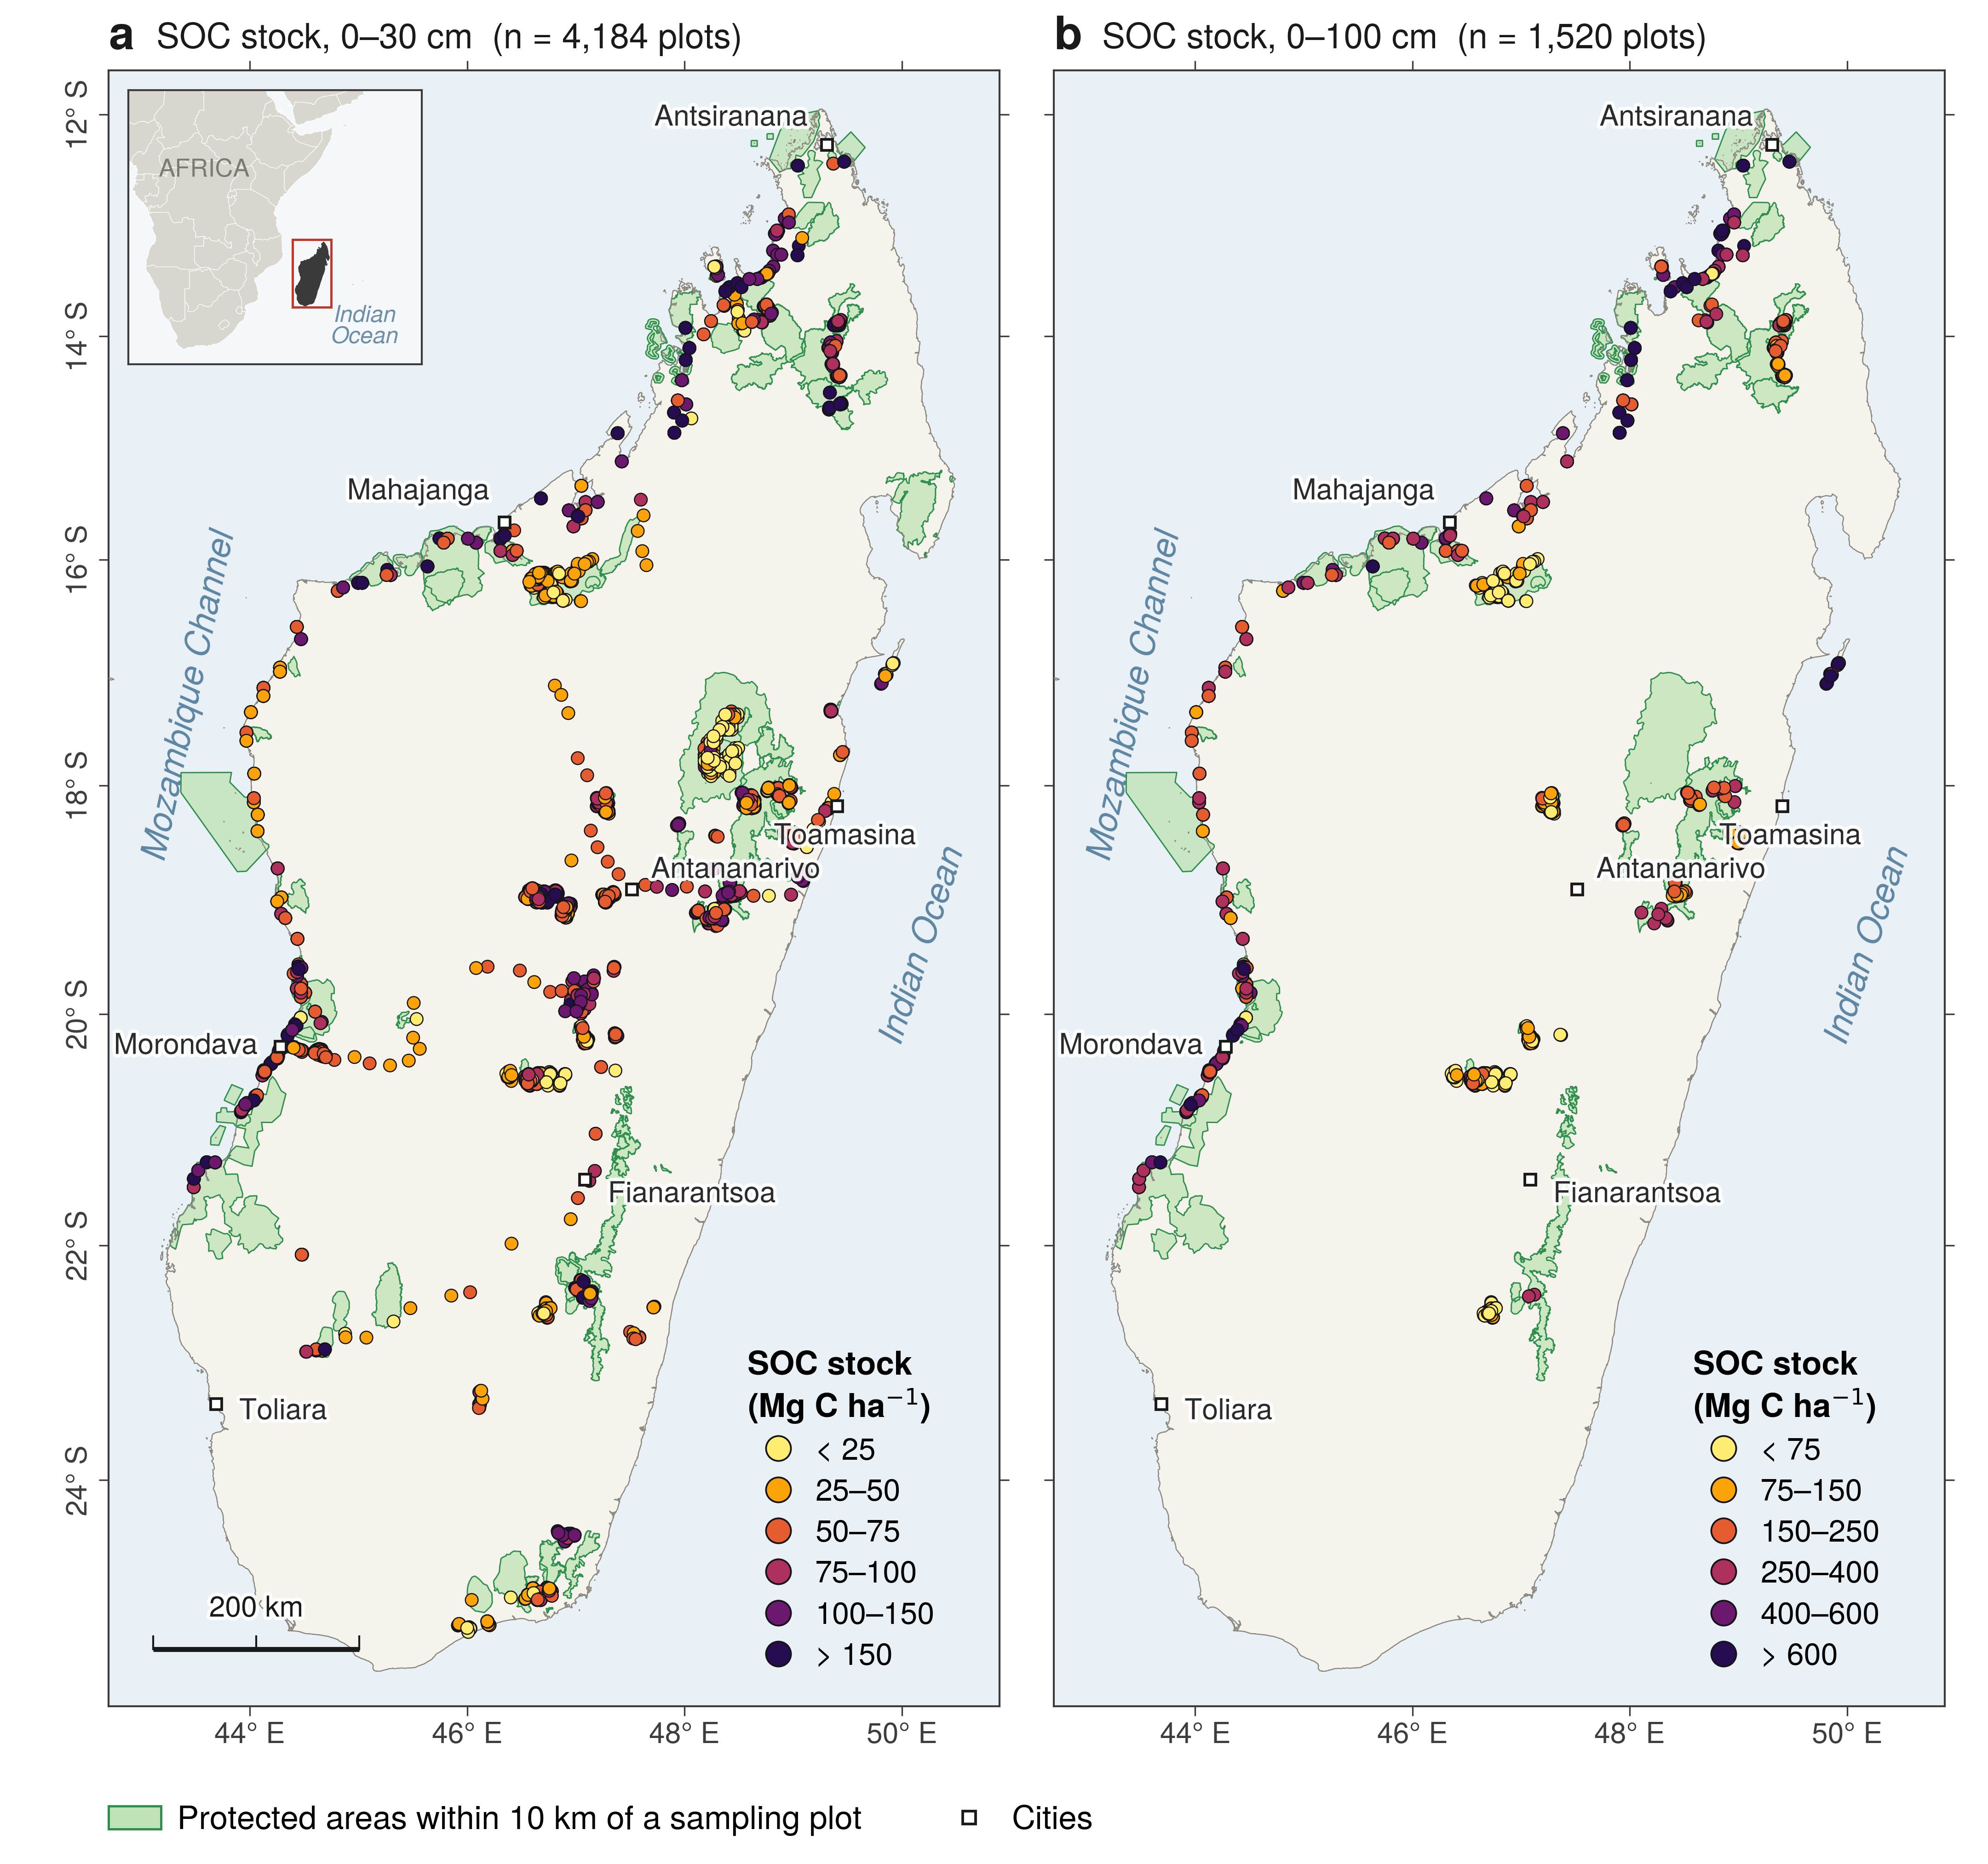 a SOC stock, 0–30 cm (n = 4,184 plots)
12° S
14° S
16° S
18° S
20° S
22° S
24° S
AFRICA
Indian
Ocean
Antsiranana
Mahajanga
Mozambique Channel
Toamasina
Antananarivo
Indian Ocean
Morondava
Fianarantsoa
Toliara
200 km
SOC stock
(Mg C ha⁻¹)
< 25
25–50
50–75
75–100
100–150
> 150
44° E
46° E
48° E
50° E
b SOC stock, 0–100 cm (n = 1,520 plots)
Antsiranana
Mahajanga
Mozambique Channel
Toamasina
Antananarivo
Indian Ocean
Morondava
Fianarantsoa
Toliara
SOC stock
(Mg C ha⁻¹)
< 75
75–150
150–250
250–400
400–600
> 600
44° E
46° E
48° E
50° E
Protected areas within 10 km of a sampling plot
Cities